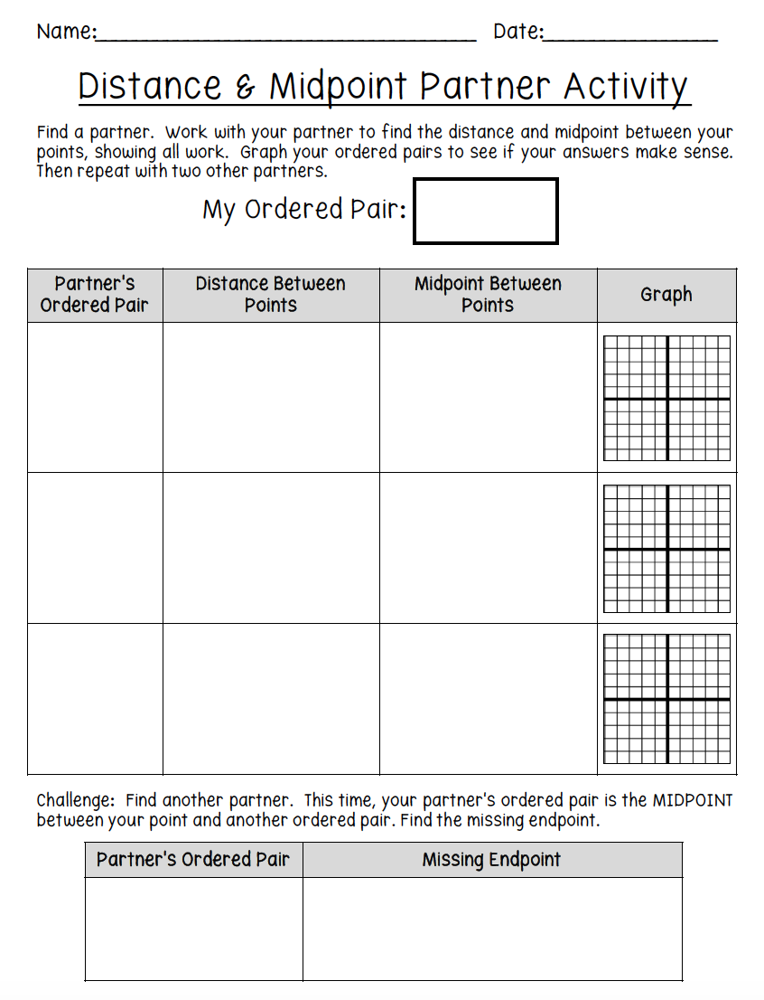 Name:______________________________ Date:______________
Distance & Midpoint Partner Activity
Find a partner. Work with your partner to find the distance and midpoint between your
points, showing all work. Graph your ordered pairs to see if your answers make sense.
Then repeat with two other partners.
My Ordered Pair:
Partner's
Ordered Pair
Distance Between
Points
Midpoint Between
Points
Graph
Challenge: Find another partner. This time, your partner's ordered pair is the MIDPOINT
between your point and another ordered pair. Find the missing endpoint.
Partner's Ordered Pair
Missing Endpoint